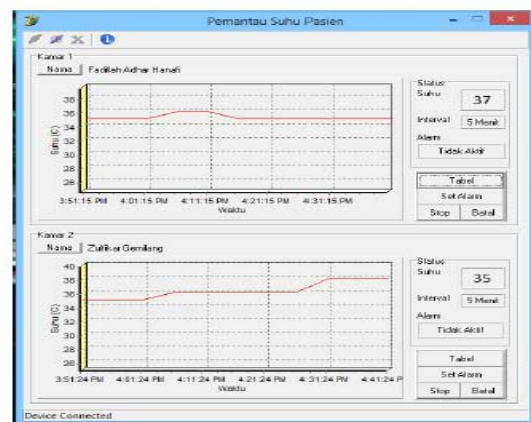 Pemantau Suhu Pasien
Kamar 1
Nama Fadillah Adhar Hanafi
38
36
34
32
30
28
Suhu (C)
3:51:15 PM 4:01:15 PM 4:11:15 PM 4:21:15 PM 4:31:15 PM
Waktu
Status
Suhu 37
Interval 5 Menit
Alarm
Tidak Aktif
Tabel
Set Alarm
Stop Batal
Kamar 2
Nama Zulfikar Gemilang
40
38
36
34
32
30
28
Suhu (C)
3:51:24 PM 4:01:24 PM 4:11:24 PM 4:21:24 PM 4:31:24 PM 4:41:24 P
Waktu
Status
Suhu 35
Interval 5 Menit
Alarm
Tidak Aktif
Tabel
Set Alarm
Stop Batal
Device Connected